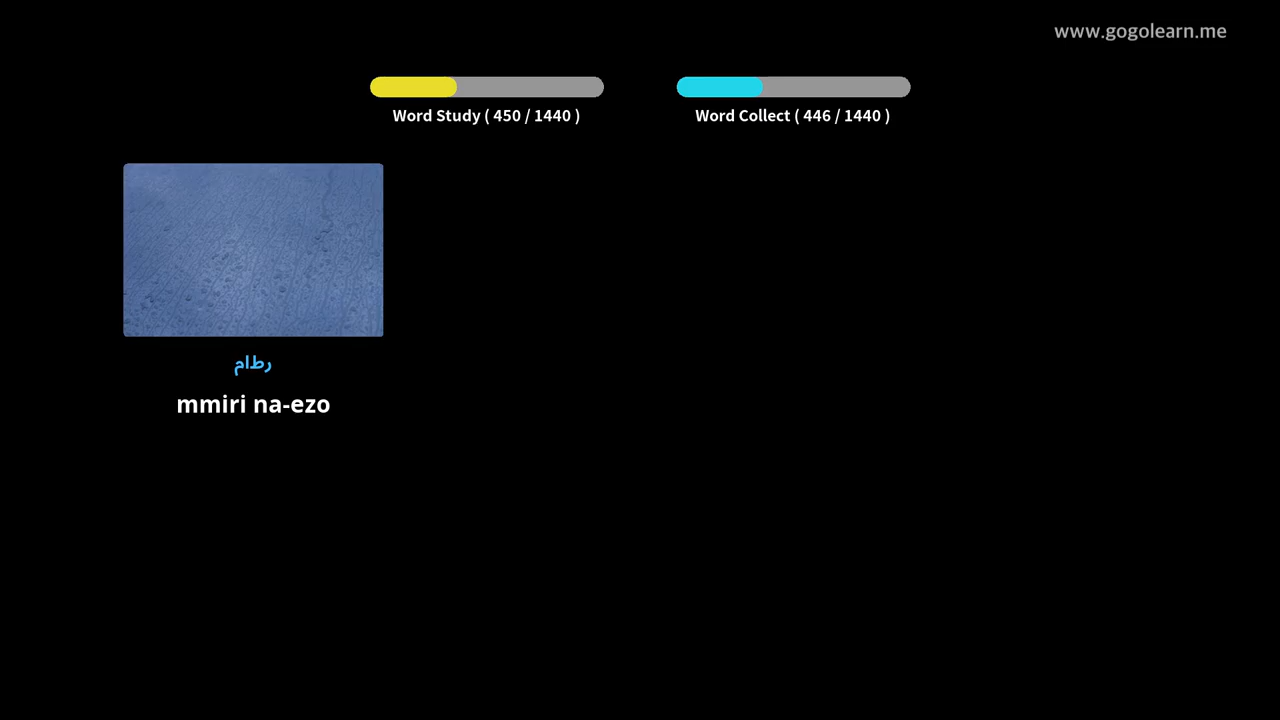 www.gogolearn.me
Word Study ( 450 / 1440 )
Word Collect ( 446 / 1440 )
رطام
mmiri na-ezo